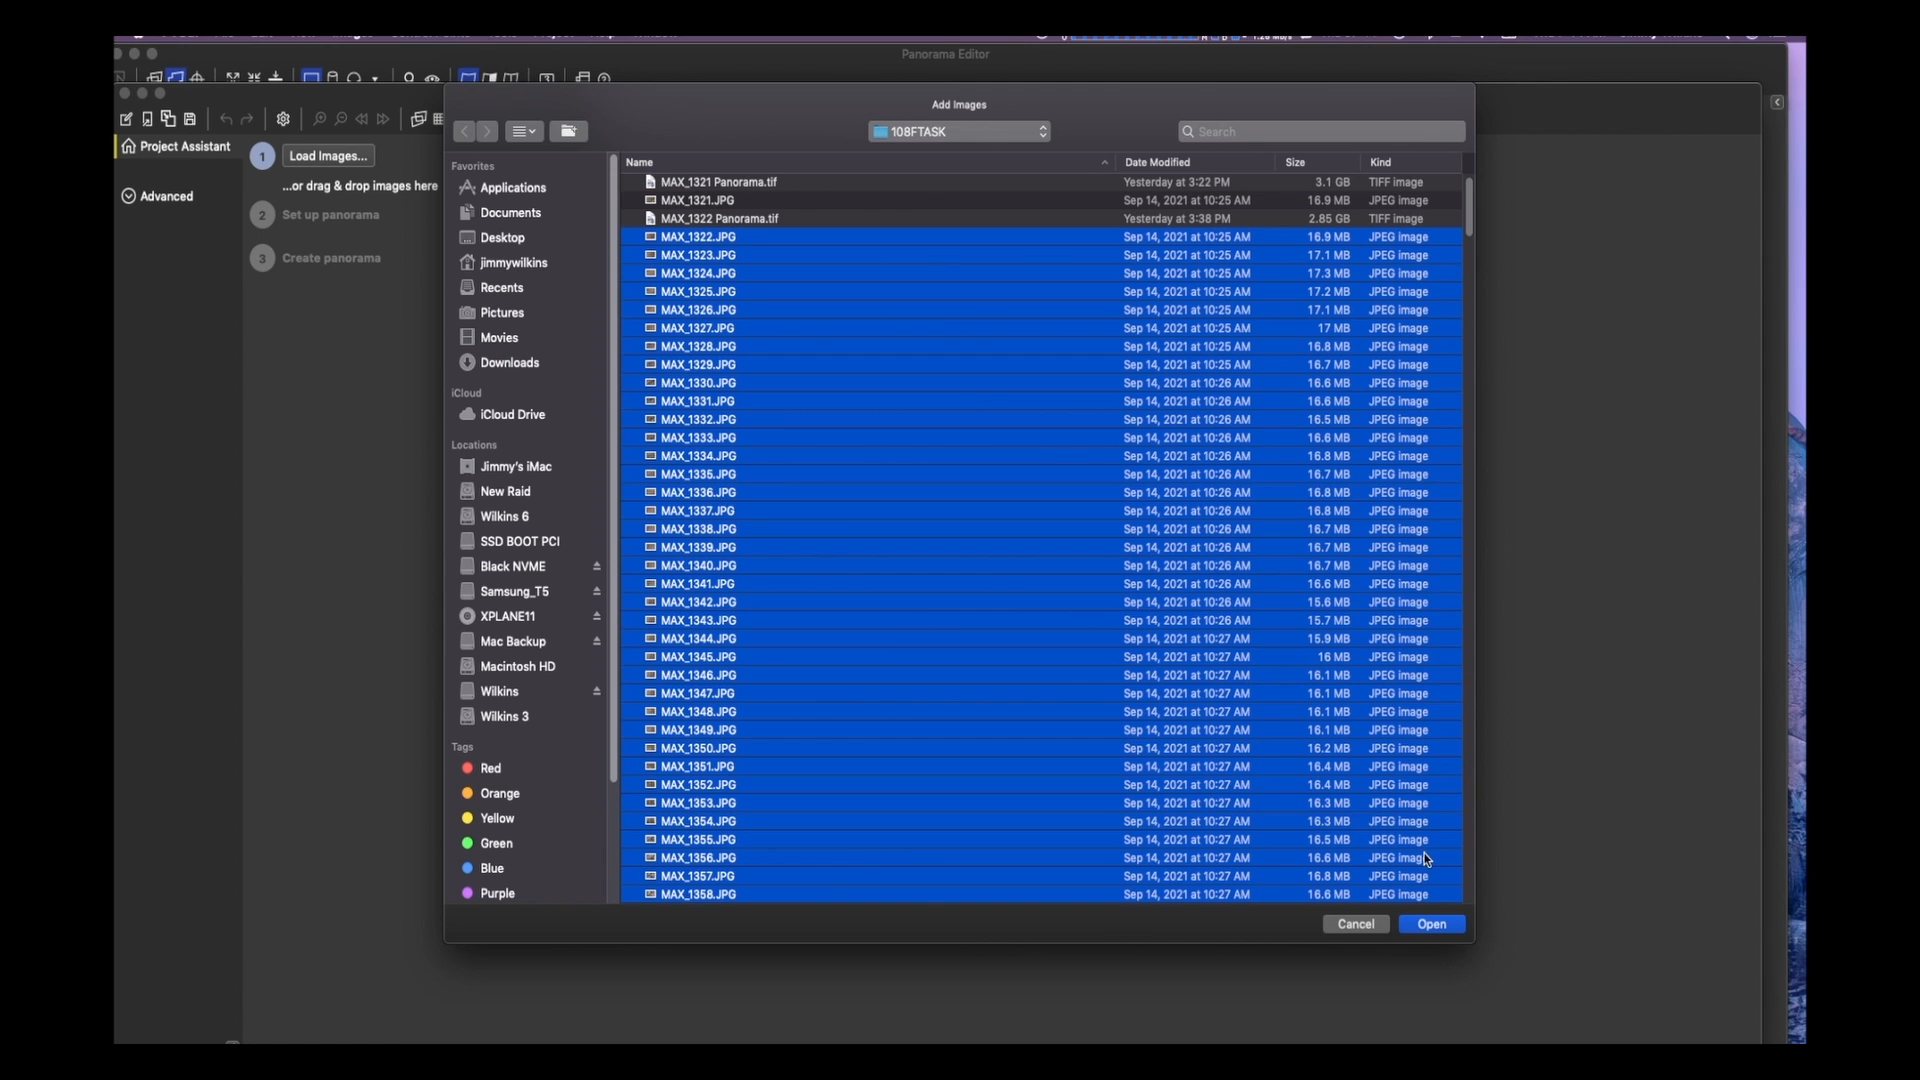 Panorama Editor
Add Images
108FTASK
Search
Project Assistant
1
Load Images...
...or drag & drop images here
Advanced
2
Set up panorama
3
Create panorama
Favorites
Applications
Documents
Desktop
jimmywilkins
Recents
Pictures
Movies
Downloads
iCloud
iCloud Drive
Locations
Jimmy's iMac
New Raid
Wilkins 6
SSD BOOT PCI
Black NVME
Samsung_T5
XPLANE11
Mac Backup
Macintosh HD
Wilkins
Wilkins 3
Tags
Red
Orange
Yellow
Green
Blue
Purple
Name Date Modified Size Kind
MAX_1321 Panorama.tif Yesterday at 3:22 PM 3.1 GB TIFF image
MAX_1321.JPG Sep 14, 2021 at 10:25 AM 16.9 MB JPEG image
MAX_1322 Panorama.tif Yesterday at 3:38 PM 2.85 GB TIFF image
MAX_1322.JPG Sep 14, 2021 at 10:25 AM 16.9 MB JPEG image
MAX_1323.JPG Sep 14, 2021 at 10:25 AM 17.1 MB JPEG image
MAX_1324.JPG Sep 14, 2021 at 10:25 AM 17.3 MB JPEG image
MAX_1325.JPG Sep 14, 2021 at 10:25 AM 17.2 MB JPEG image
MAX_1326.JPG Sep 14, 2021 at 10:25 AM 17.1 MB JPEG image
MAX_1327.JPG Sep 14, 2021 at 10:25 AM 17 MB JPEG image
MAX_1328.JPG Sep 14, 2021 at 10:25 AM 16.8 MB JPEG image
MAX_1329.JPG Sep 14, 2021 at 10:25 AM 16.7 MB JPEG image
MAX_1330.JPG Sep 14, 2021 at 10:26 AM 16.6 MB JPEG image
MAX_1331.JPG Sep 14, 2021 at 10:26 AM 16.6 MB JPEG image
MAX_1332.JPG Sep 14, 2021 at 10:26 AM 16.5 MB JPEG image
MAX_1333.JPG Sep 14, 2021 at 10:26 AM 16.6 MB JPEG image
MAX_1334.JPG Sep 14, 2021 at 10:26 AM 16.8 MB JPEG image
MAX_1335.JPG Sep 14, 2021 at 10:26 AM 16.7 MB JPEG image
MAX_1336.JPG Sep 14, 2021 at 10:26 AM 16.8 MB JPEG image
MAX_1337.JPG Sep 14, 2021 at 10:26 AM 16.8 MB JPEG image
MAX_1338.JPG Sep 14, 2021 at 10:26 AM 16.7 MB JPEG image
MAX_1339.JPG Sep 14, 2021 at 10:26 AM 16.7 MB JPEG image
MAX_1340.JPG Sep 14, 2021 at 10:26 AM 16.7 MB JPEG image
MAX_1341.JPG Sep 14, 2021 at 10:26 AM 16.6 MB JPEG image
MAX_1342.JPG Sep 14, 2021 at 10:26 AM 15.6 MB JPEG image
MAX_1343.JPG Sep 14, 2021 at 10:26 AM 15.7 MB JPEG image
MAX_1344.JPG Sep 14, 2021 at 10:27 AM 15.9 MB JPEG image
MAX_1345.JPG Sep 14, 2021 at 10:27 AM 16 MB JPEG image
MAX_1346.JPG Sep 14, 2021 at 10:27 AM 16.1 MB JPEG image
MAX_1347.JPG Sep 14, 2021 at 10:27 AM 16.1 MB JPEG image
MAX_1348.JPG Sep 14, 2021 at 10:27 AM 16.1 MB JPEG image
MAX_1349.JPG Sep 14, 2021 at 10:27 AM 16.1 MB JPEG image
MAX_1350.JPG Sep 14, 2021 at 10:27 AM 16.2 MB JPEG image
MAX_1351.JPG Sep 14, 2021 at 10:27 AM 16.4 MB JPEG image
MAX_1352.JPG Sep 14, 2021 at 10:27 AM 16.4 MB JPEG image
MAX_1353.JPG Sep 14, 2021 at 10:27 AM 16.3 MB JPEG image
MAX_1354.JPG Sep 14, 2021 at 10:27 AM 16.3 MB JPEG image
MAX_1355.JPG Sep 14, 2021 at 10:27 AM 16.5 MB JPEG image
MAX_1356.JPG Sep 14, 2021 at 10:27 AM 16.6 MB JPEG image
MAX_1357.JPG Sep 14, 2021 at 10:27 AM 16.8 MB JPEG image
MAX_1358.JPG Sep 14, 2021 at 10:27 AM 16.6 MB JPEG image
Cancel
Open